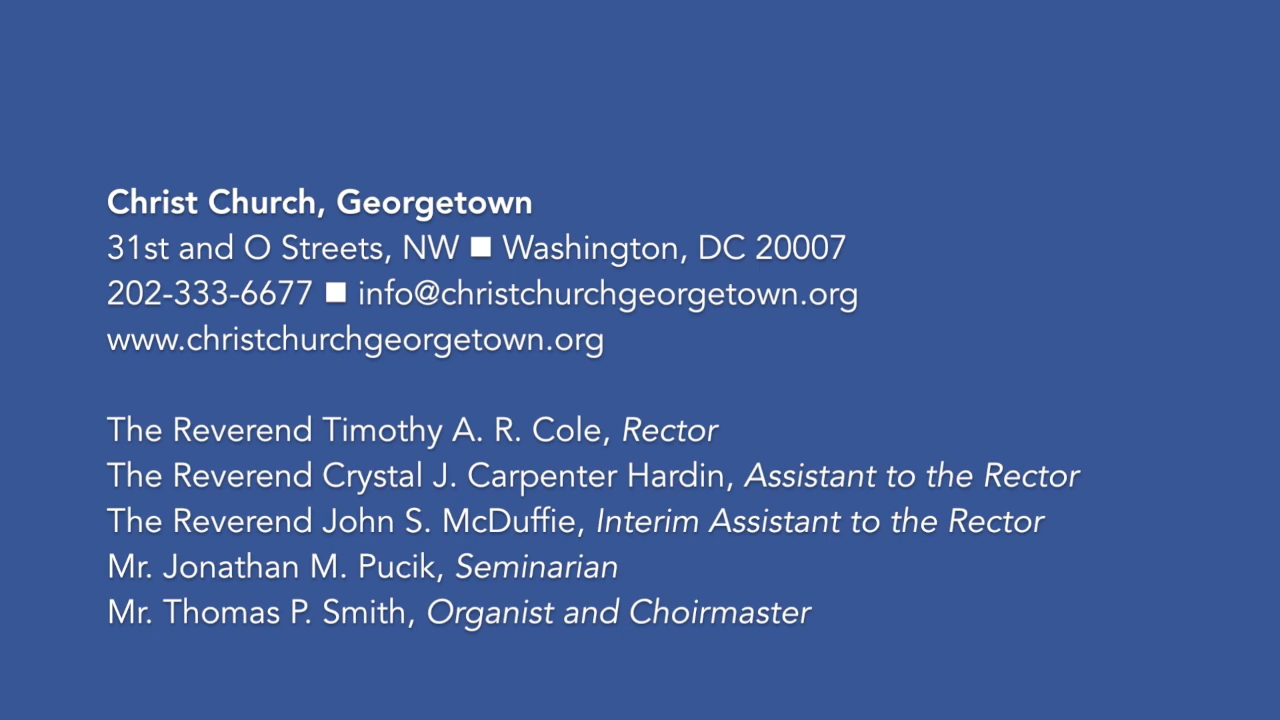 Christ Church, Georgetown
31st and O Streets, NW ■ Washington, DC 20007
202-333-6677 ■ info@christchurchgeorgetown.org
www.christchurchgeorgetown.org
The Reverend Timothy A. R. Cole, Rector
The Reverend Crystal J. Carpenter Hardin, Assistant to the Rector
The Reverend John S. McDuffie, Interim Assistant to the Rector
Mr. Jonathan M. Pucik, Seminarian
Mr. Thomas P. Smith, Organist and Choirmaster